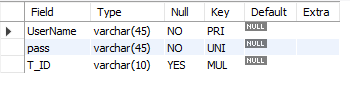 Field Type Null Key Default Extra
UserName varchar(45) NO PRI NULL
pass varchar(45) NO UNI NULL
T_ID varchar(10) YES MUL NULL